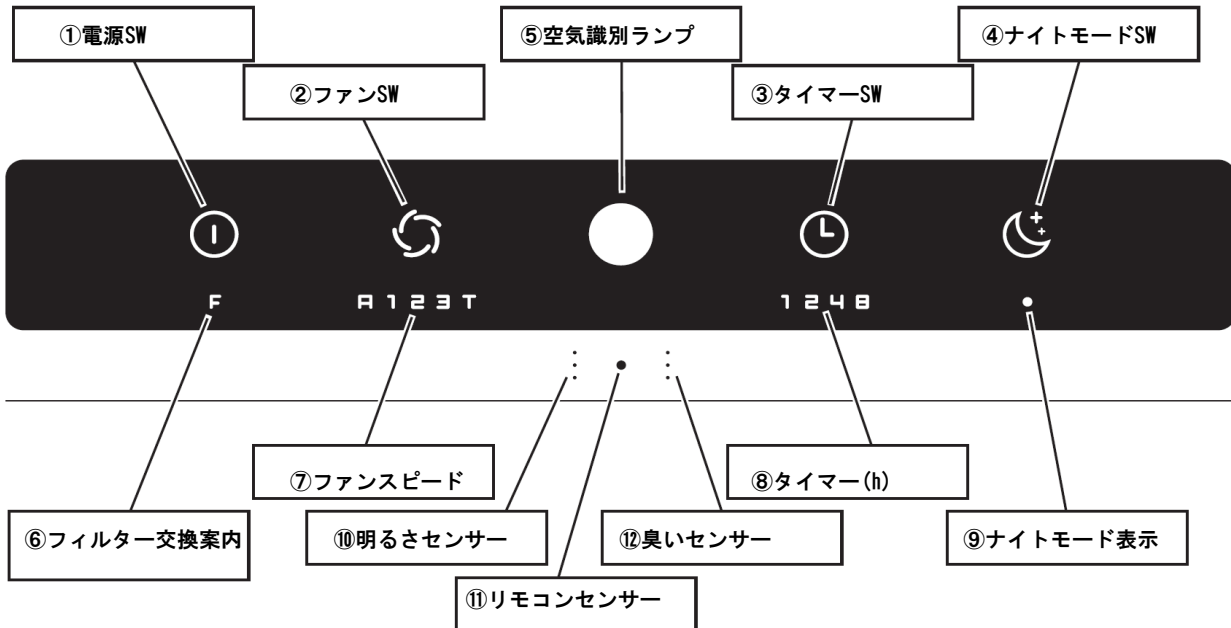 ①電源SW
⑤空気識別ランプ
④ナイトモードSW
②ファンSW
③タイマーSW
F
A 1 2 3 T
1 2 4 8
⑦ファンスピード
⑧タイマー(h)
⑥フィルター交換案内
⑩明るさセンサー
⑫臭いセンサー
⑨ナイトモード表示
⑪リモコンセンサー